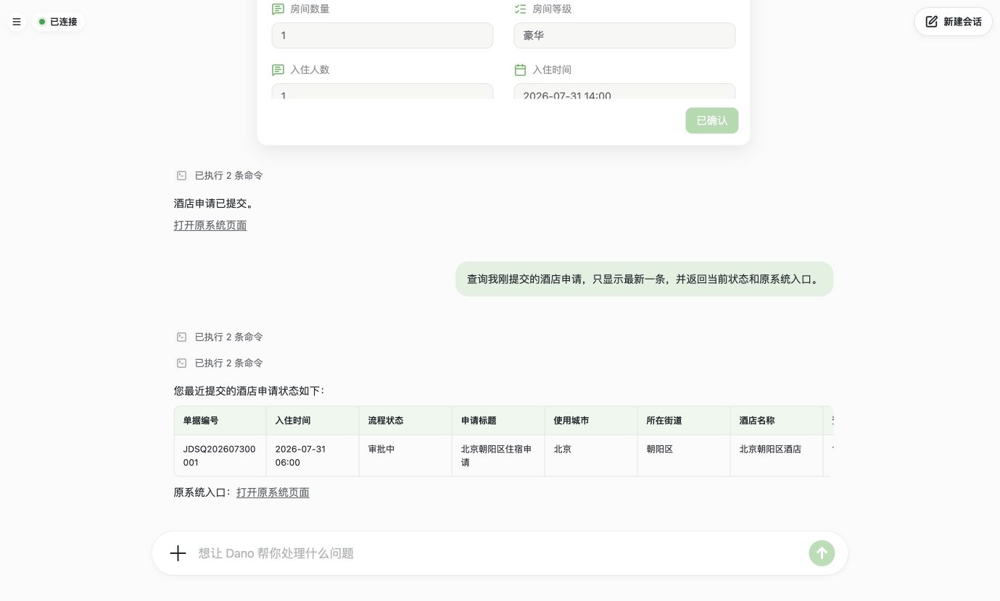 已连接
新建会话
房间数量
房间等级
1
豪华
入住人数
入住时间
1
2026-07-31 14:00
已确认
已执行 2 条命令
酒店申请已提交。
打开原系统页面
查询我刚提交的酒店申请，只显示最新一条，并返回当前状态和原系统入口。
已执行 2 条命令
已执行 2 条命令
您最近提交的酒店申请状态如下：
单据编号 入住时间 流程状态 申请标题 使用城市 所在街道 酒店名称
JDSQ202607300 2026-07-31 审批中 北京朝阳区住宿申 北京 朝阳区 北京朝阳区酒店
001 06:00 请
原系统入口：打开原系统页面
想让 Dano 帮你处理什么问题